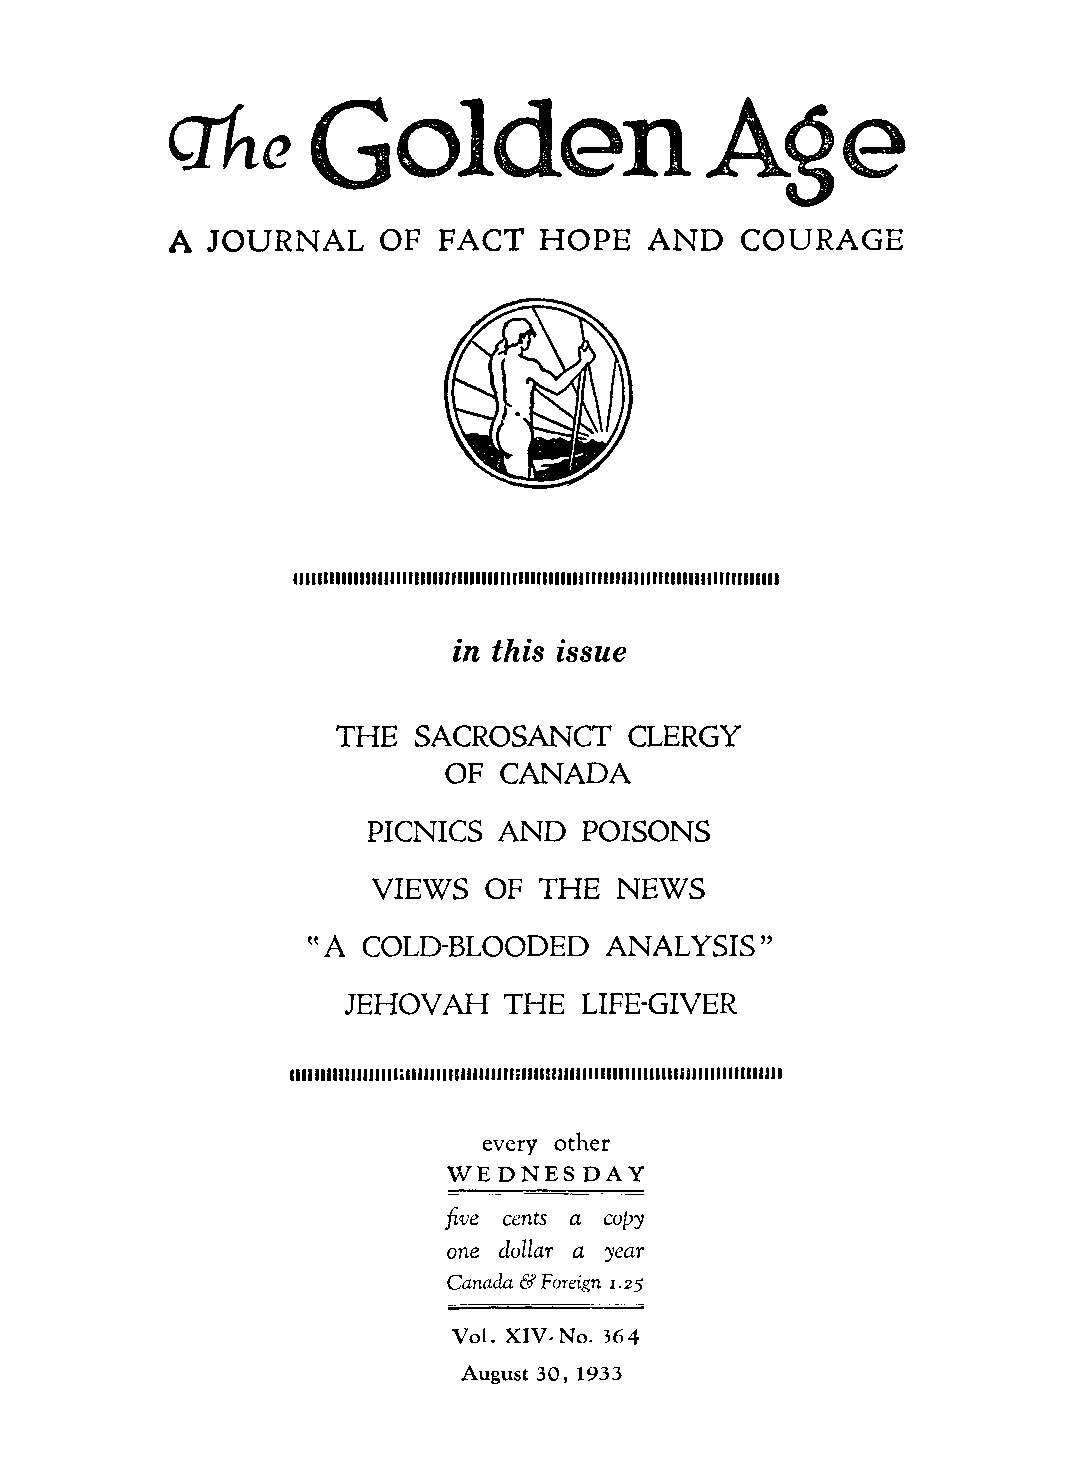 The Golden Age
A JOURNAL OF FACT HOPE AND COURAGE
in this issue
THE SACROSANCT CLERGY
OF CANADA
PICNICS AND POISONS
VIEWS OF THE NEWS
"A COLD-BLOODED ANALYSIS"
JEHOVAH THE LIFE-GIVER
every other
WEDNESDAY
five cents a copy
one dollar a year
Canada & Foreign 1.25
Vol. XIV. No. 364
August 30, 1933